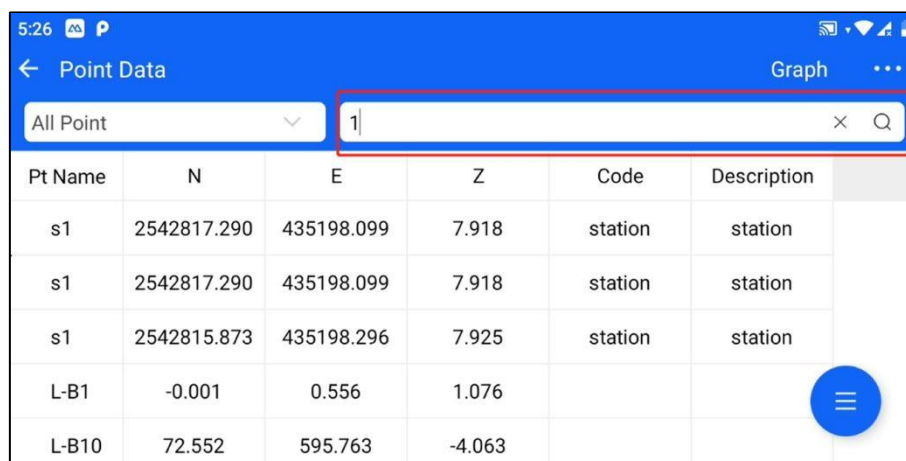 5:26
Point Data Graph
All Point 1
Pt Name N E Z Code Description
s1 2542817.290 435198.099 7.918 station station
s1 2542817.290 435198.099 7.918 station station
s1 2542815.873 435198.296 7.925 station station
L-B1 -0.001 0.556 1.076
L-B10 72.552 595.763 -4.063